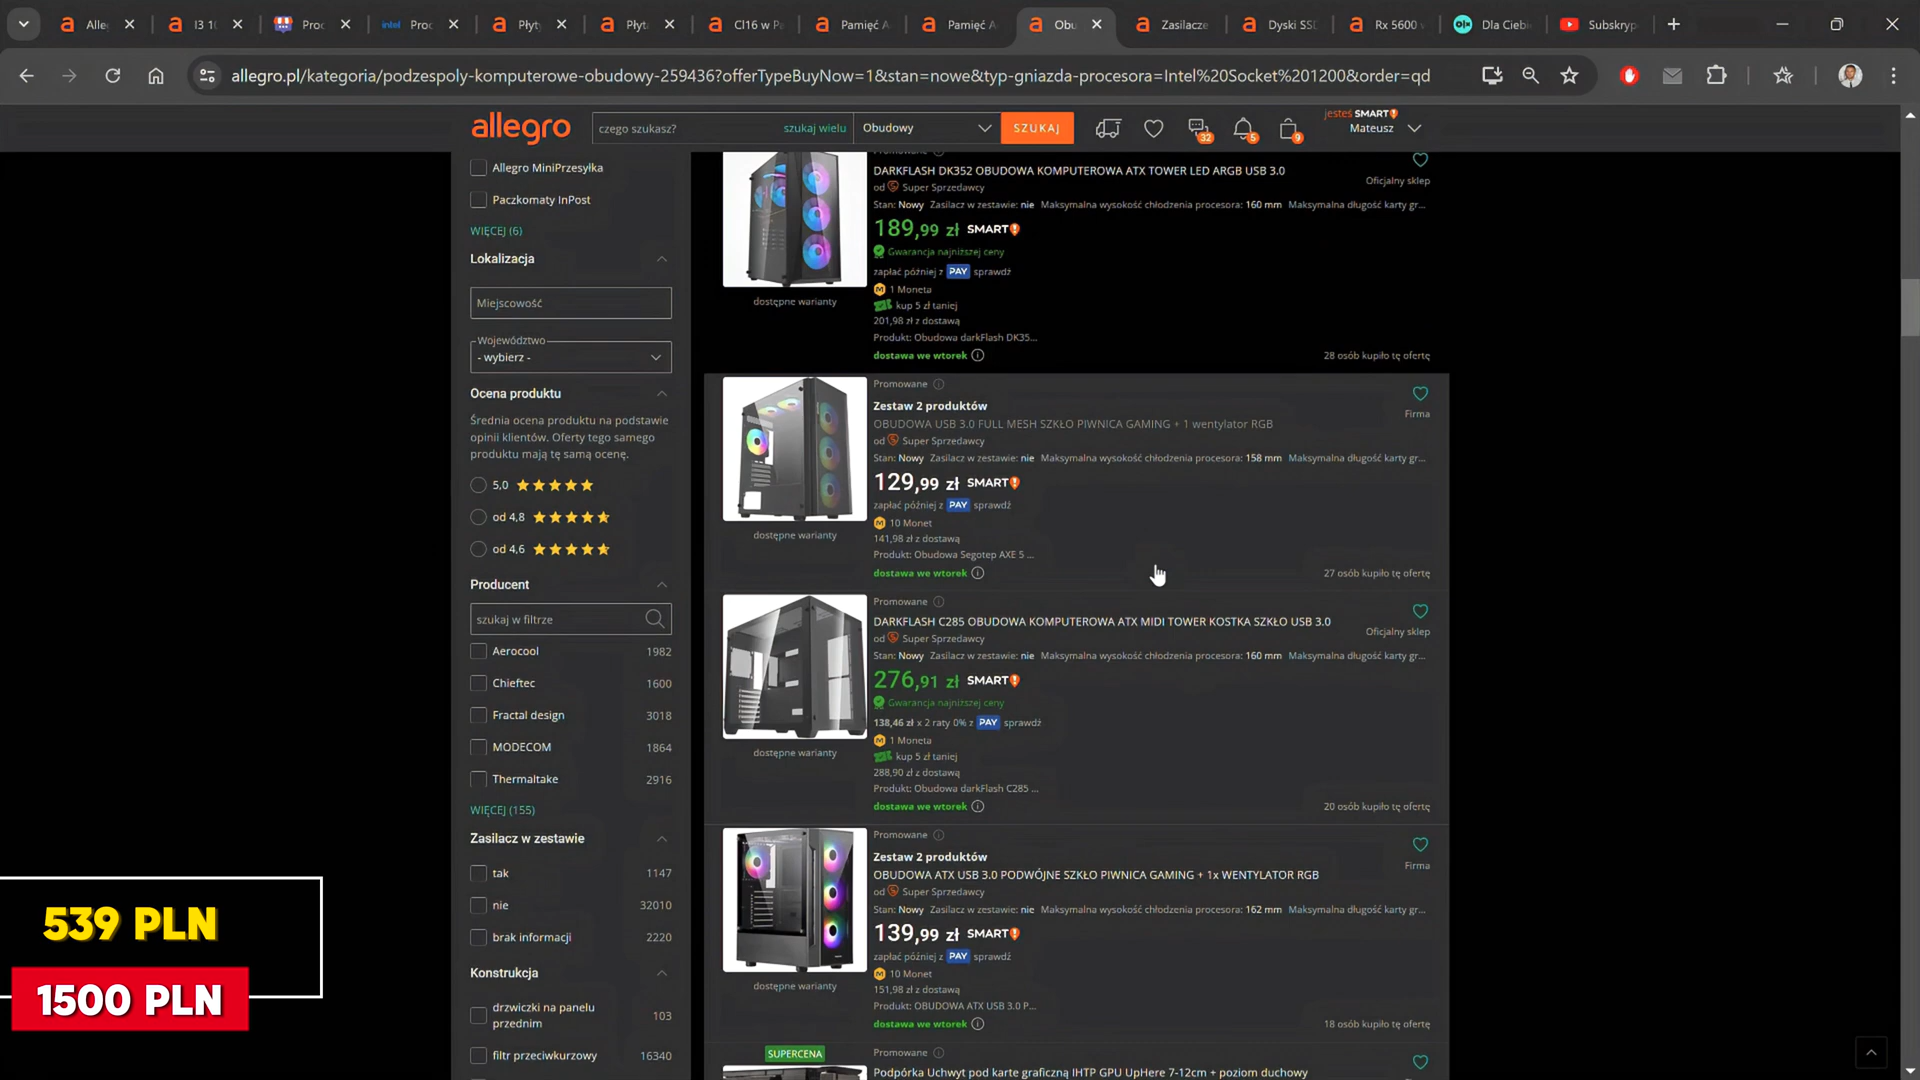 Alle
I3 10
Proc
intel Proc
Płyty
Płyta
Cl16 w Pa
Pamięć A
Pamięć A
Obu
Zasilacze
Dyski SSD
Rx 5600 w
Dla Ciebi
Subskryp
allegro.pl/kategoria/podzespoly-komputerowe-obudowy-259436?offerTypeBuyNow=1&stan=nowe&typ-gniazda-procesora=Intel%20Socket%201200&order=qd
allegro
czego szukasz?
szukaj wielu
Obudowy
SZUKAJ
32
5
9
jesteś SMART!
Mateusz
Allegro MiniPrzesyłka
Paczkomaty InPost
WIĘCEJ (6)
Lokalizacja
Miejscowość
Województwo
- wybierz -
Ocena produktu
Średnia ocena produktu na podstawie
opinii klientów. Oferty tego samego
produktu mają tę samą ocenę.
5,0
od 4,8
od 4,6
Producent
szukaj w filtrze
Aerocool 1982
Chieftec 1600
Fractal design 3018
MODECOM 1864
Thermaltake 2916
WIĘCEJ (155)
Zasilacz w zestawie
tak 1147
nie 32010
brak informacji 2220
Konstrukcja
drzwiczki na panelu
przednim 103
filtr przeciwkurzowy 16340
DARKFLASH DK352 OBUDOWA KOMPUTEROWA ATX TOWER LED ARGB USB 3.0
Oficjalny sklep
od Super Sprzedawcy
Stan: Nowy Zasilacz w zestawie: nie Maksymalna wysokość chłodzenia procesora: 160 mm Maksymalna długość karty gr...
189,99 zł SMART!
Gwarancja najniższej ceny
zapłać później z PAY sprawdź
1 Moneta
kup 5 zł taniej
201,98 zł z dostawą
Produkt: Obudowa darkFlash DK35...
dostawa we wtorek
28 osób kupiło tę ofertę
dostępne warianty
Promowane
Zestaw 2 produktów
Firma
OBUDOWA USB 3.0 FULL MESH SZKŁO PIWNICA GAMING + 1 wentylator RGB
od Super Sprzedawcy
Stan: Nowy Zasilacz w zestawie: nie Maksymalna wysokość chłodzenia procesora: 158 mm Maksymalna długość karty gr...
129,99 zł SMART!
zapłać później z PAY sprawdź
10 Monet
141,98 zł z dostawą
Produkt: Obudowa Segotep AXE 5 ...
dostawa we wtorek
27 osób kupiło tę ofertę
dostępne warianty
Promowane
DARKFLASH C285 OBUDOWA KOMPUTEROWA ATX MIDI TOWER KOSTKA SZKŁO USB 3.0
Oficjalny sklep
od Super Sprzedawcy
Stan: Nowy Zasilacz w zestawie: nie Maksymalna wysokość chłodzenia procesora: 160 mm Maksymalna długość karty gr...
276,91 zł SMART!
Gwarancja najniższej ceny
138,46 zł x 2 raty 0% z PAY sprawdź
1 Moneta
kup 5 zł taniej
288,90 zł z dostawą
Produkt: Obudowa darkFlash C285 ...
dostawa we wtorek
20 osób kupiło tę ofertę
dostępne warianty
Promowane
Zestaw 2 produktów
Firma
OBUDOWA ATX USB 3.0 PODWÓJNE SZKŁO PIWNICA GAMING + 1x WENTYLATOR RGB
od Super Sprzedawcy
Stan: Nowy Zasilacz w zestawie: nie Maksymalna wysokość chłodzenia procesora: 162 mm Maksymalna długość karty gr...
139,99 zł SMART!
zapłać później z PAY sprawdź
10 Monet
151,98 zł z dostawą
Produkt: OBUDOWA ATX USB 3.0 P...
dostawa we wtorek
18 osób kupiło tę ofertę
dostępne warianty
SUPERCENA
Promowane
Podpórka Uchwyt pod karte graficzną IHTP GPU UpHere 7-12cm + poziom duchowy
539 PLN
1500 PLN